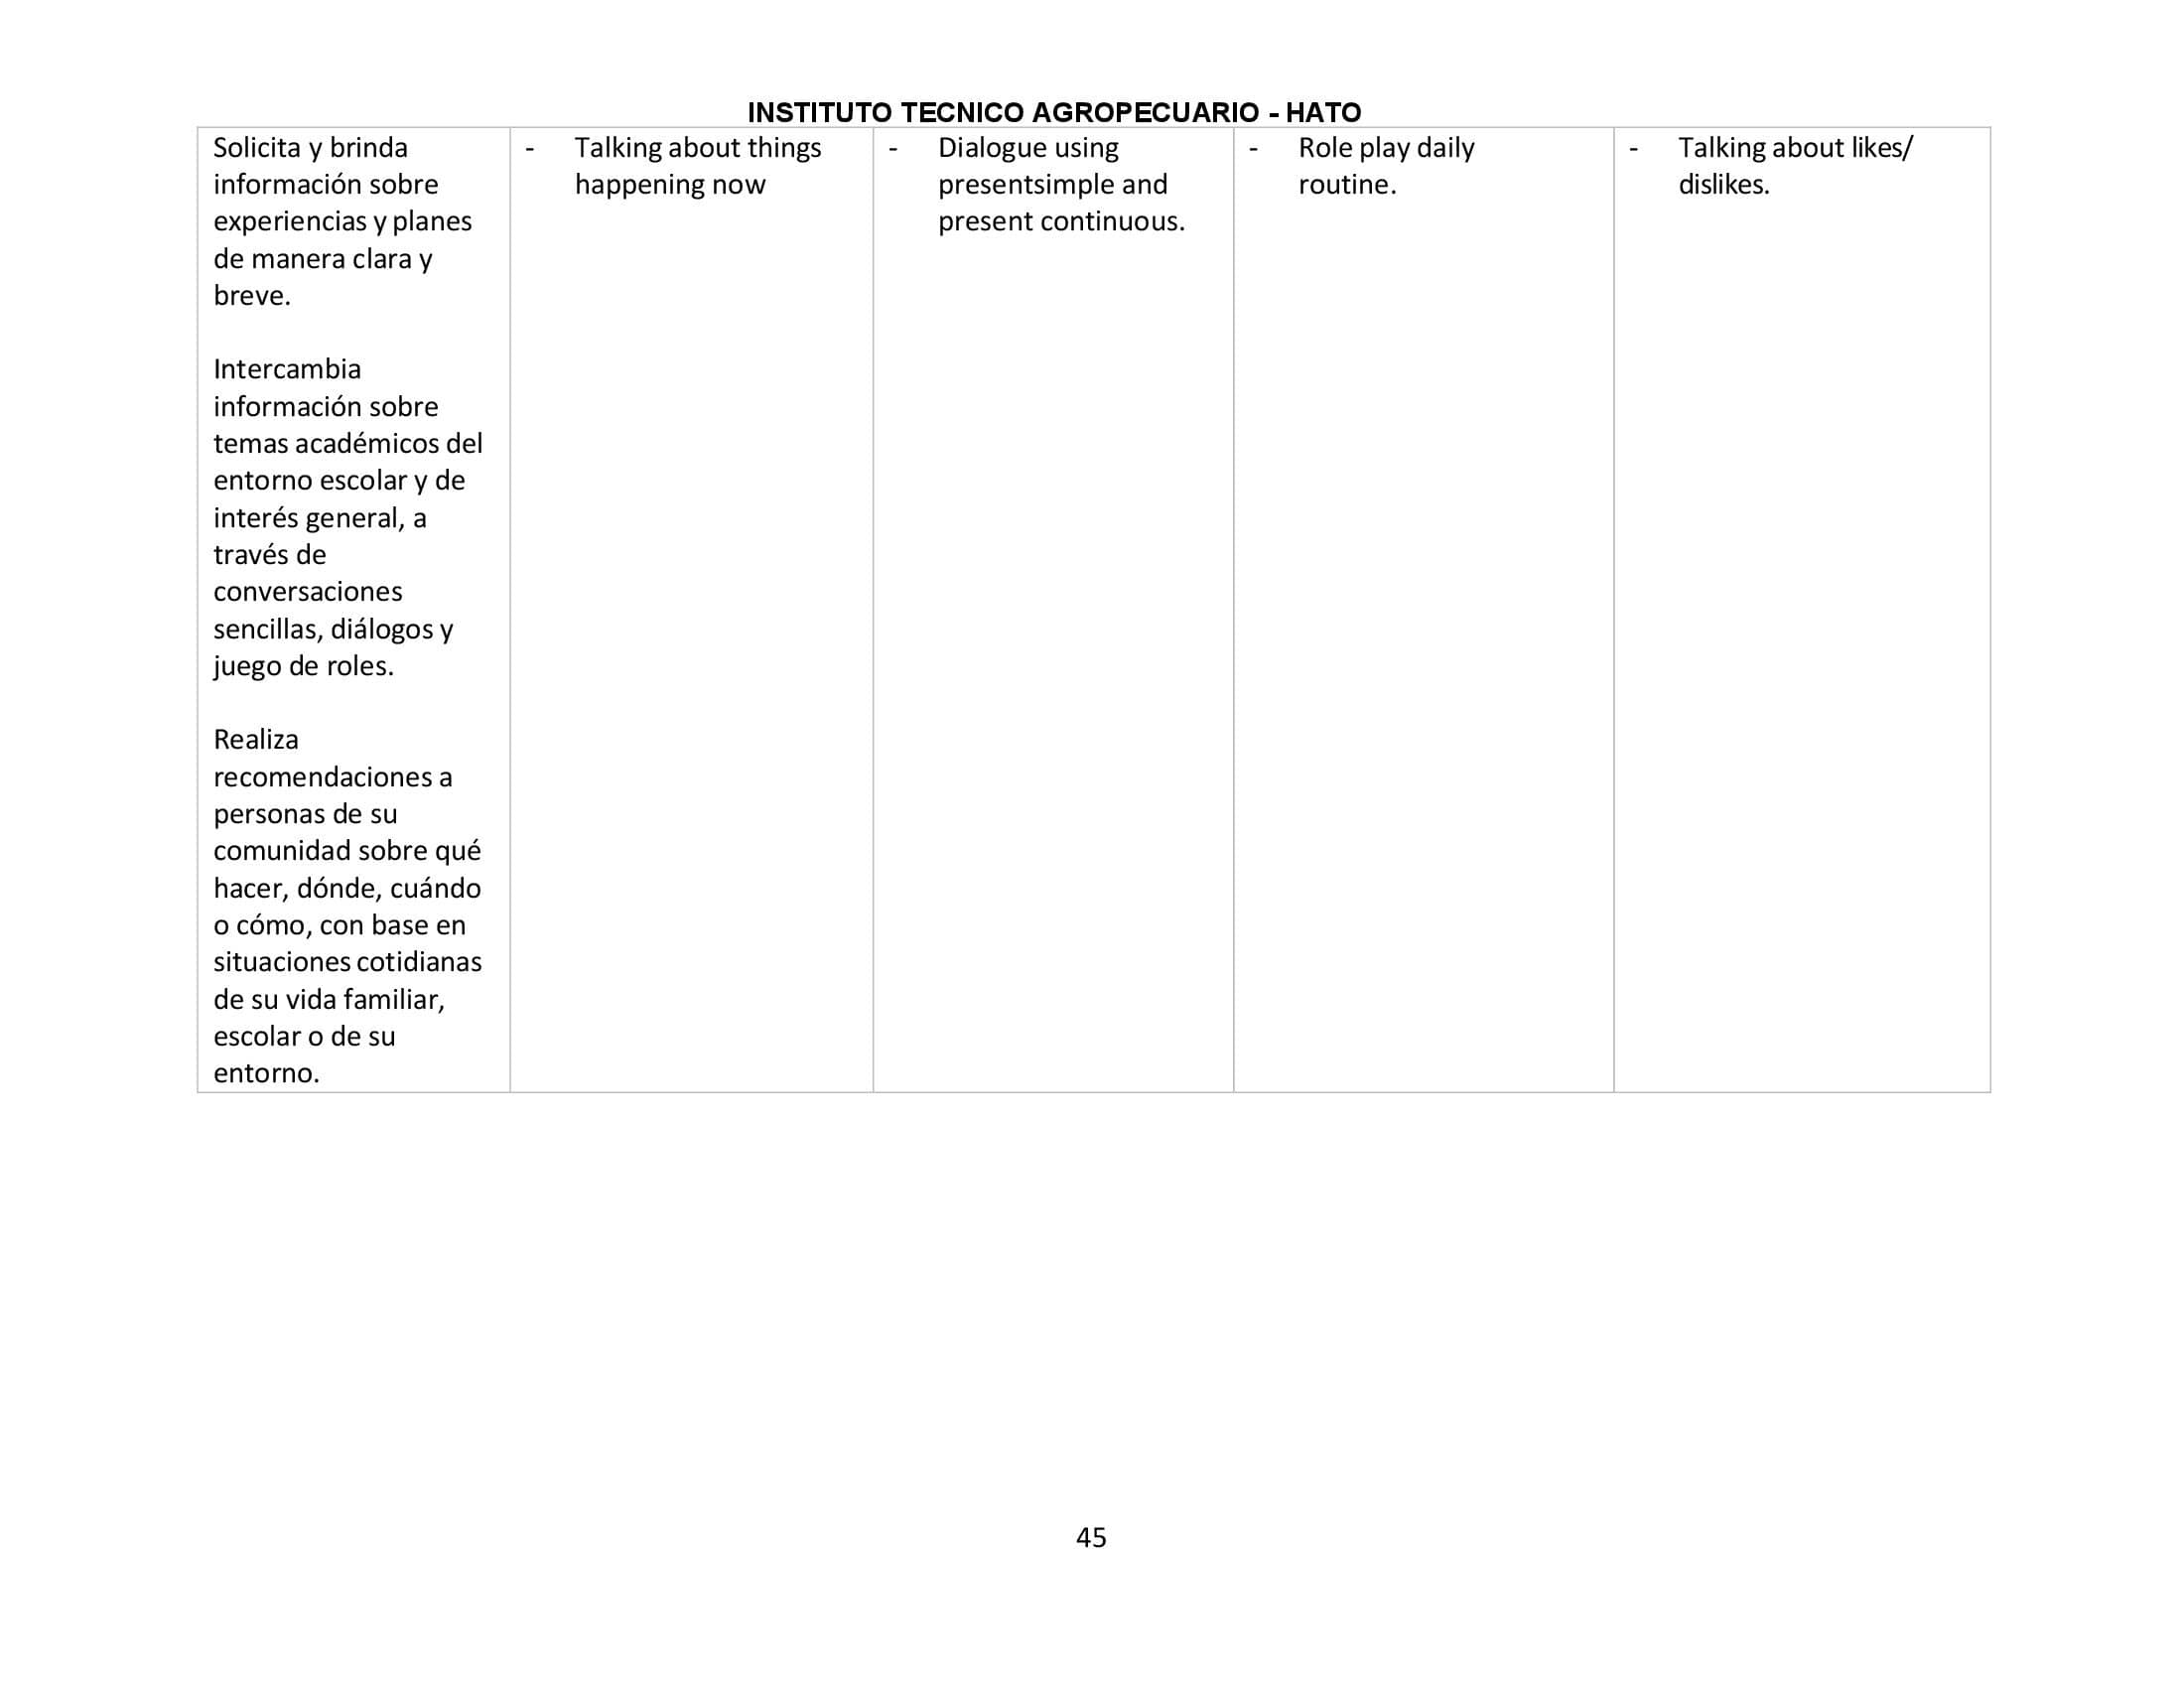 INSTITUTO TECNICO AGROPECUARIO - HATO
Solicita y brinda
información sobre
experiencias y planes
de manera clara y
breve.
Intercambia
información sobre
temas académicos del
entorno escolar y de
interés general, a
través de
conversaciones
sencillas, diálogos y
juego de roles.
Realiza
recomendaciones a
personas de su
comunidad sobre qué
hacer, dónde, cuándo
o cómo, con base en
situaciones cotidianas
de su vida familiar,
escolar o de su
entorno.
- Talking about things
happening now
- Dialogue using
presentsimple and
present continuous.
- Role play daily
routine.
- Talking about likes/
dislikes.
45